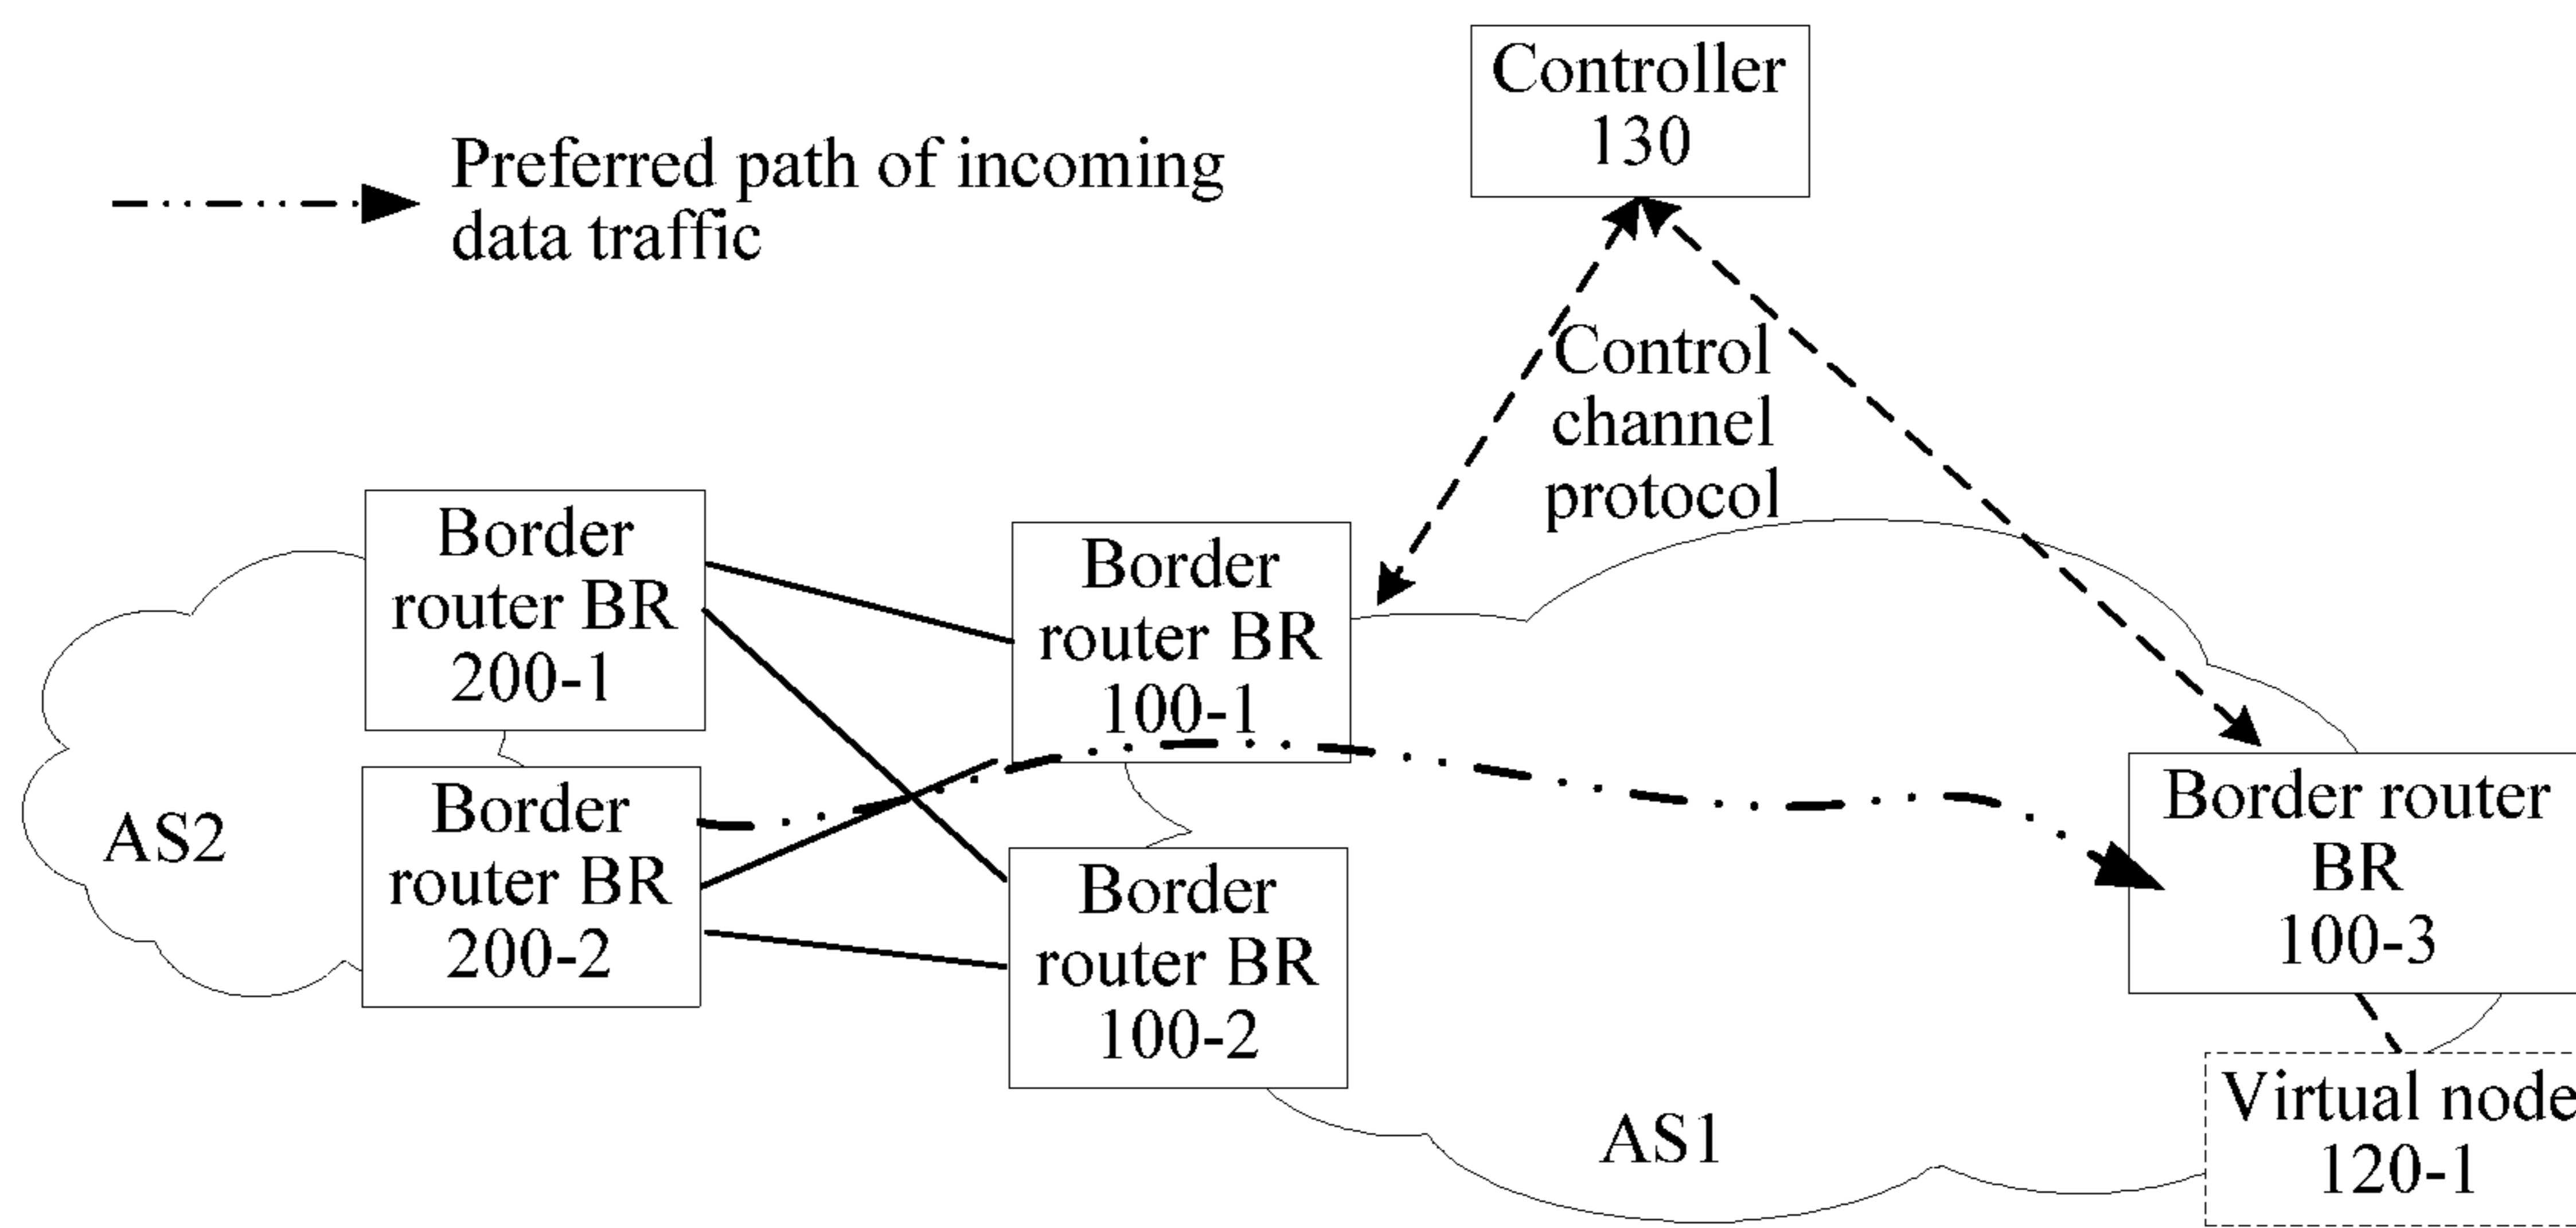 Controller
130
Preferred path of incoming
data traffic
Control
channel
protocol
Border
router BR
200-1
Border
router BR
100-1
Border
router BR
200-2
AS2
Border
router BR
100-2
Border router
BR
100-3
AS1
Virtual node
120-1